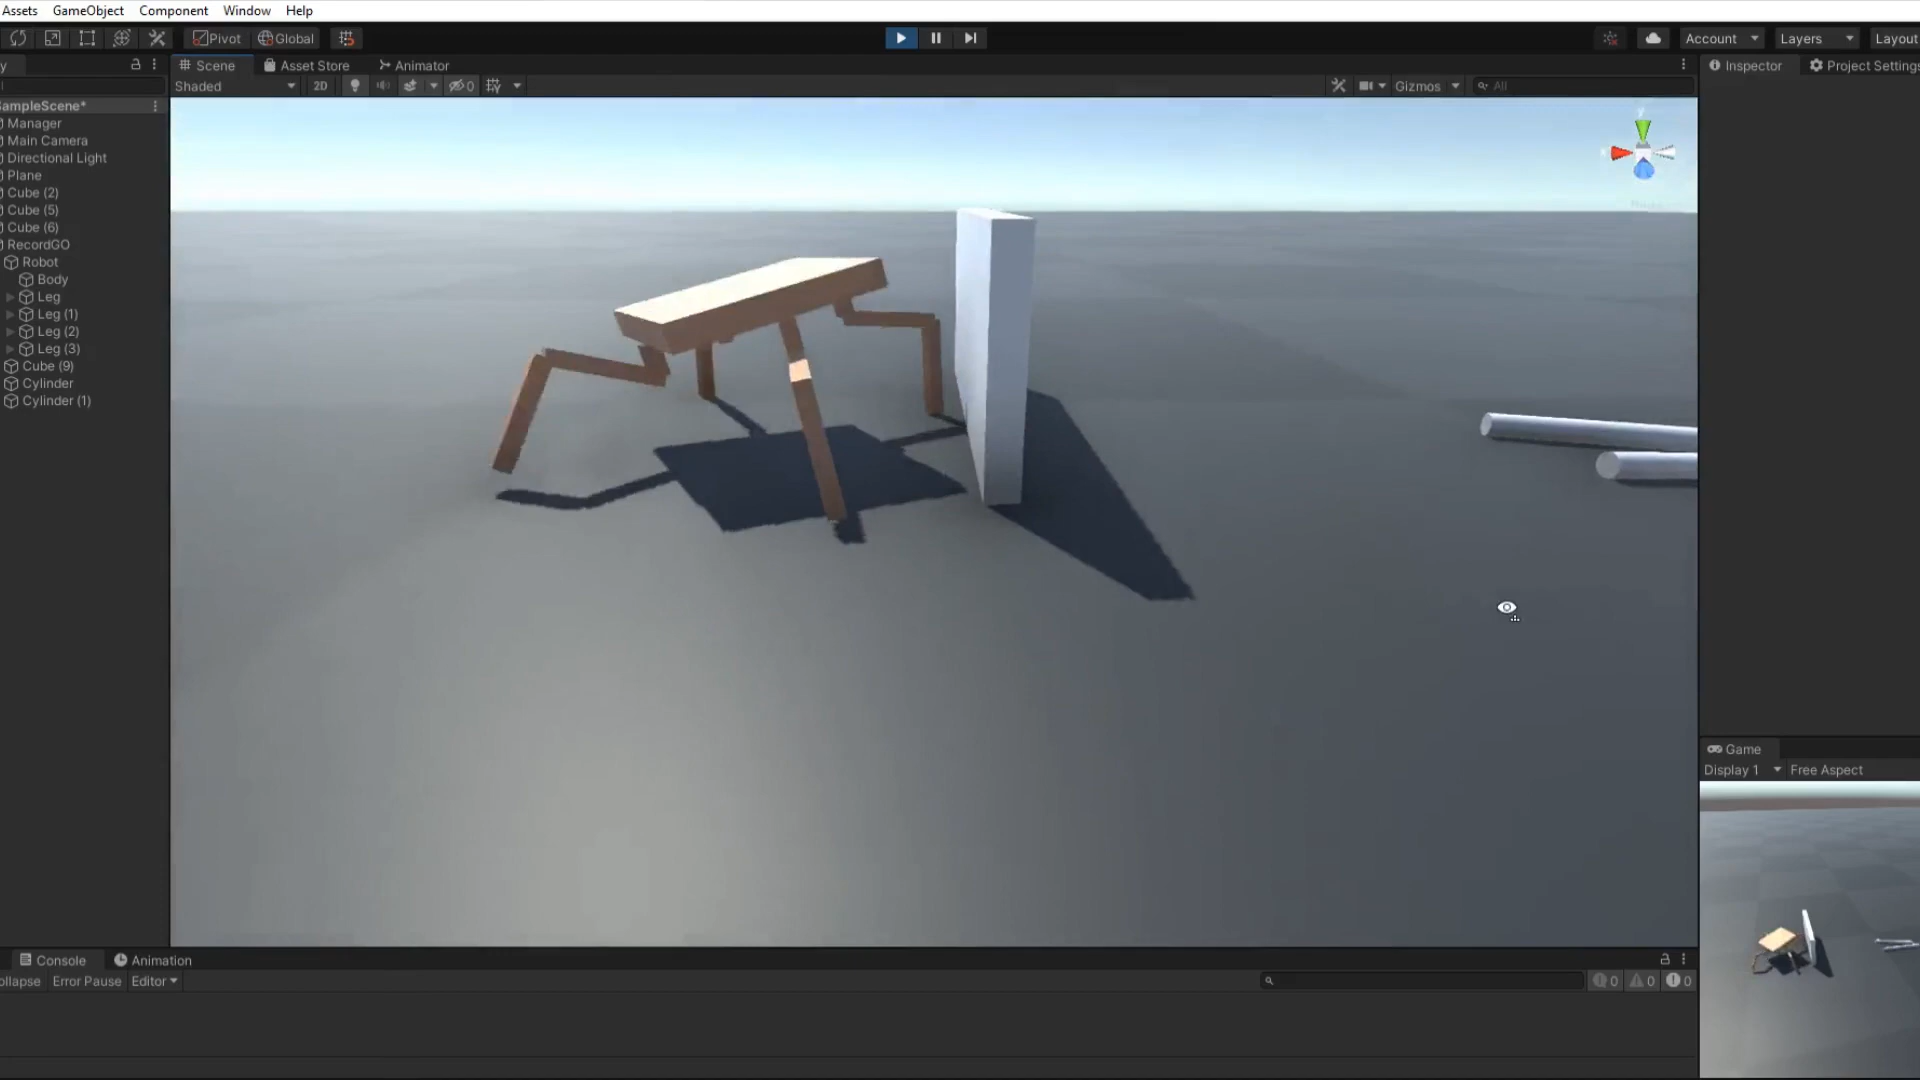 Assets GameObject Component Window Help
Pivot Global
Account Layers Layout
y Scene Asset Store Animator Inspector Project Settings
Shaded 2D 0 Gizmos All
SampleScene*
Manager
Main Camera
Directional Light
Plane
Cube (2)
Cube (5)
Cube (6)
RecordGO
Robot
Body
Leg
Leg (1)
Leg (2)
Leg (3)
Cube (9)
Cylinder
Cylinder (1)
y
Game
Display 1 Free Aspect
Console Animation
ollapse Error Pause Editor 0 0 0